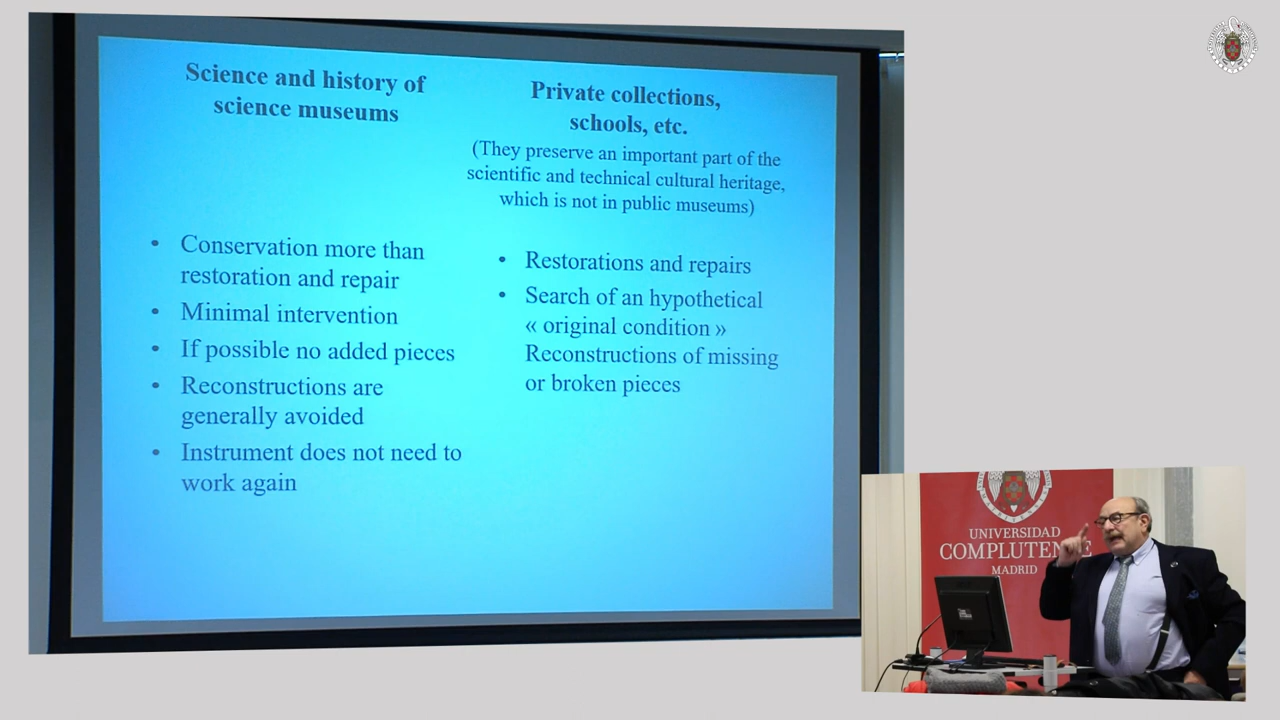 Science and history of
science museums
• Conservation more than
restoration and repair
• Minimal intervention
• If possible no added pieces
• Reconstructions are
generally avoided
• Instrument does not need to
work again
Private collections,
schools, etc.
(They preserve an important part of the
scientific and technical cultural heritage,
which is not in public museums)
• Restorations and repairs
• Search of an hypothetical
« original condition »
Reconstructions of missing
or broken pieces
UNIVERSIDAD
COMPLUTENSE
MADRID